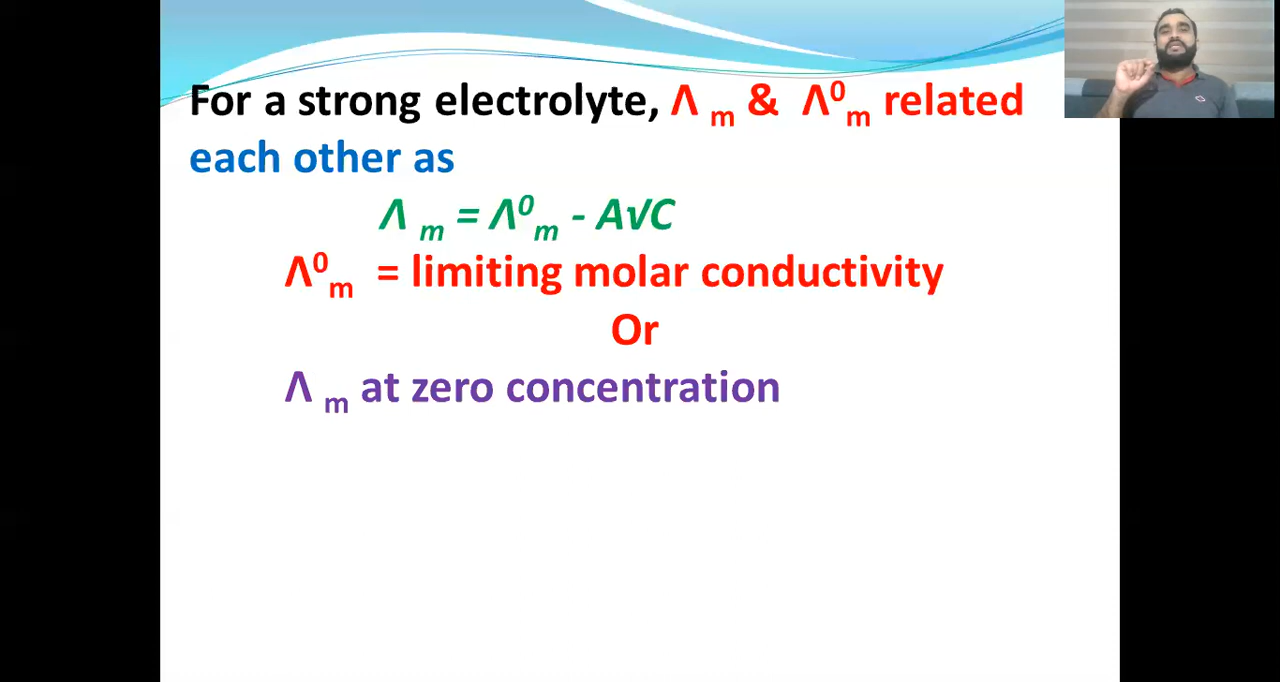 For a strong electrolyte, Λ m & Λ⁰m related
each other as
Λ m = Λ⁰m - A√C
Λ⁰m = limiting molar conductivity
Or
Λ m at zero concentration